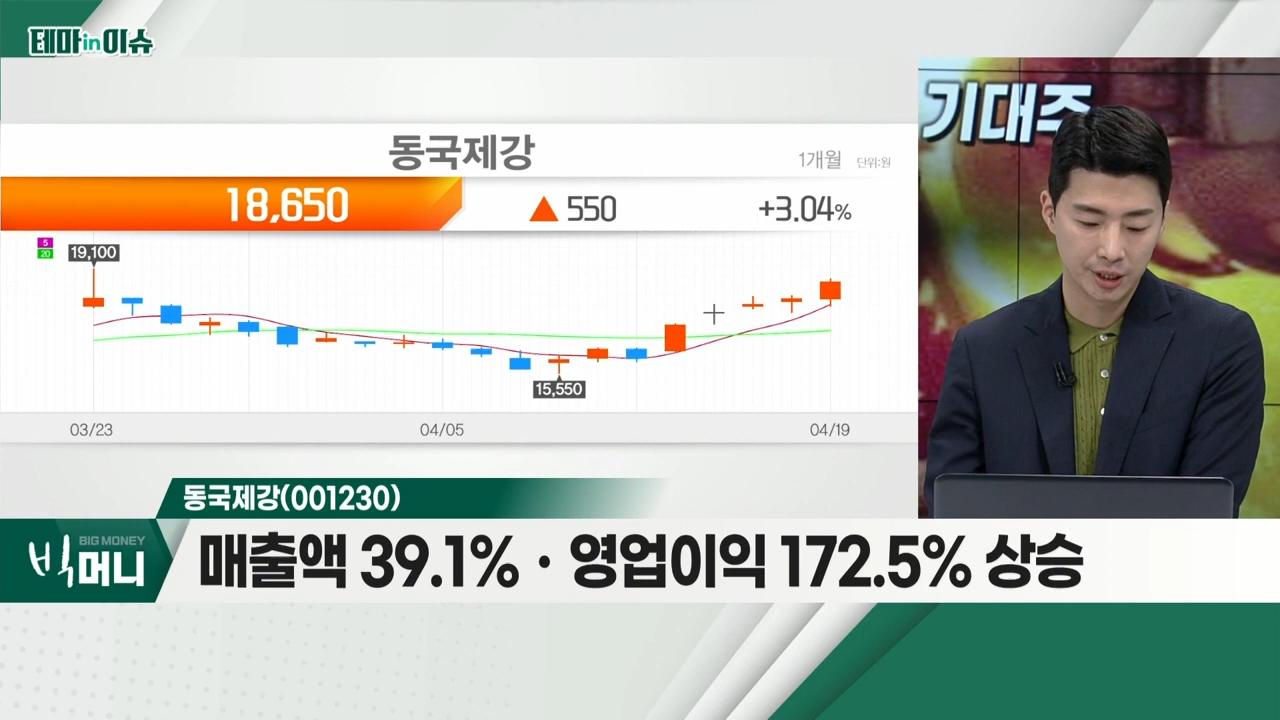 테마in이슈
기대주
동국제강
1개월 단위:원
18,650 ▲ 550 +3.04%
5
20
19,100
15,550
03/23 04/05 04/19
동국제강(001230)
BIG MONEY
빅머니
매출액 39.1%·영업이익 172.5% 상승